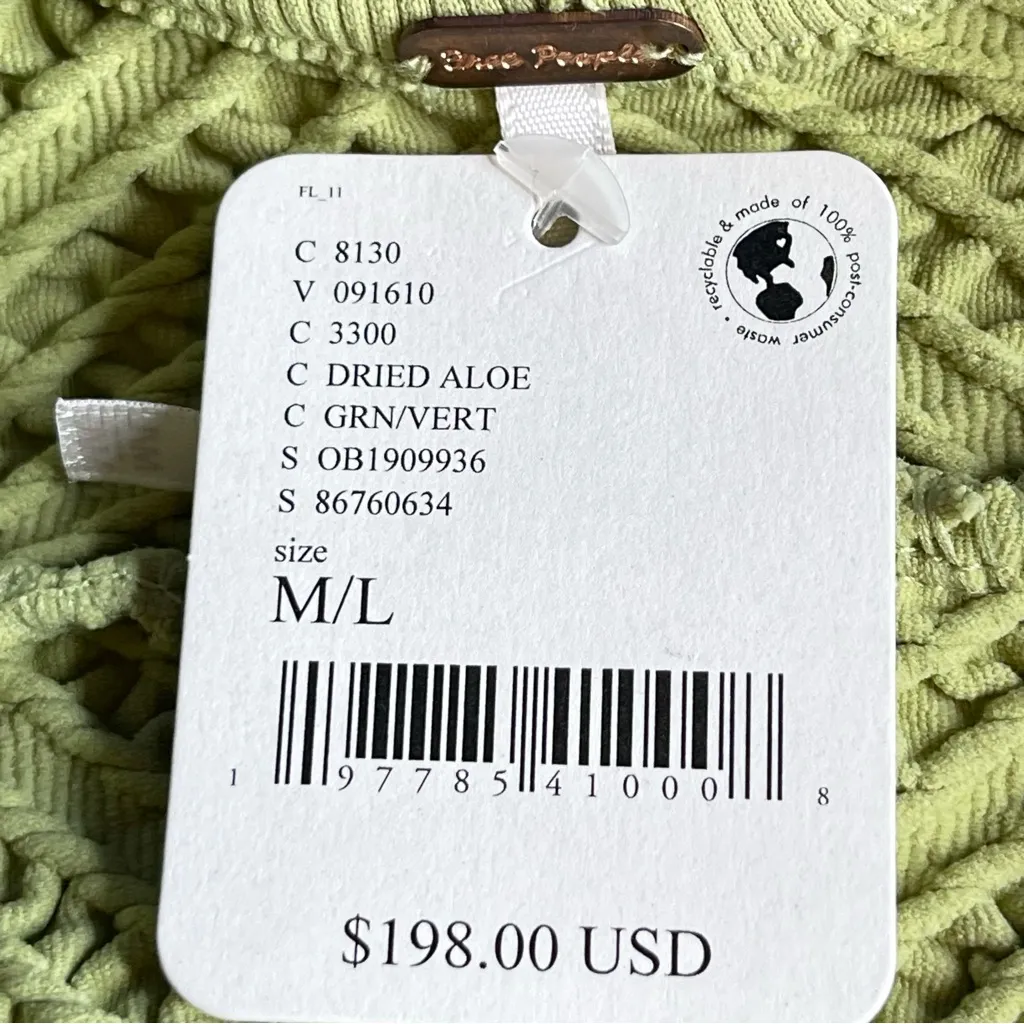 Free People
FL_11
recyclable & made of 100% post-consumer waste •
C 8130
V 091610
C 3300
C DRIED ALOE
C GRN/VERT
S OB1909936
S 86760634
size
M/L
1 97785 41000 8
$198.00 USD